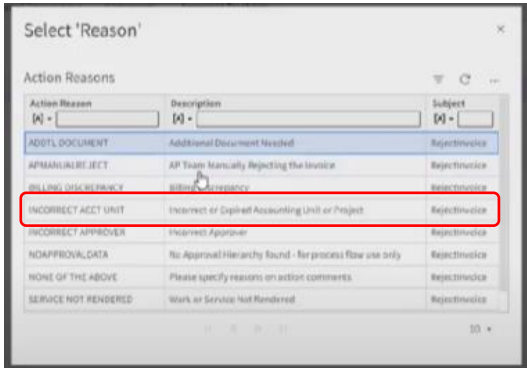 Select 'Reason'
Action Reasons
Action Reason Description Subject
[A] [A] [A]
ADDTL DOCUMENT Additional Document Needed RejectInvoice
APMANUALREJECT AP Team Manually Rejecting the Invoice RejectInvoice
BILLING DISCREPANCY Billing Discrepancy RejectInvoice
INCORRECT ACCT UNIT Incorrect or Expired Accounting Unit or Project RejectInvoice
INCORRECT APPROVER Incorrect Approver RejectInvoice
NOAPPROVALDATA No Approval Hierarchy found - for process flow use only RejectInvoice
NONE OF THE ABOVE Please specify reasons on action comments RejectInvoice
SERVICE NOT RENDERED Work or Service Not Rendered RejectInvoice
10